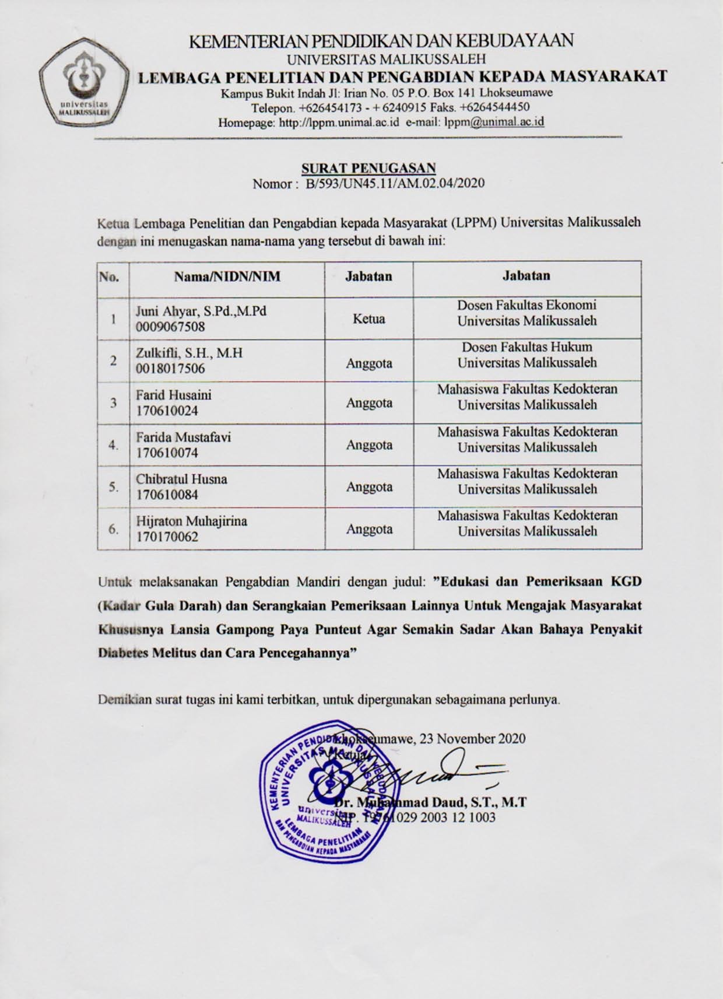 KEMENTERIAN PENDIDIKAN DAN KEBUDAYAAN
UNIVERSITAS MALIKUSSALEH
LEMBAGA PENELITIAN DAN PENGABDIAN KEPADA MASYARAKAT
Kampus Bukit Indah Jl: Irian No. 05 P.O. Box 141 Lhokseumawe
Telepon. +626454173 - + 6240915 Faks. +6264544450
Homepage: http://lppm.unimal.ac.id e-mail: lppm@unimal.ac.id
universitas
MALIKUSSALEH
SURAT PENUGASAN
Nomor : B/593/UN45.11/AM.02.04/2020
Ketua Lembaga Penelitian dan Pengabdian kepada Masyarakat (LPPM) Universitas Malikussaleh
dengan ini menugaskan nama-nama yang tersebut di bawah ini:
No. Nama/NIDN/NIM Jabatan Jabatan
1 Juni Ahyar, S.Pd.,M.Pd
0009067508
Ketua
Dosen Fakultas Ekonomi
Universitas Malikussaleh
2 Zulkifli, S.H., M.H
0018017506
Anggota
Dosen Fakultas Hukum
Universitas Malikussaleh
3 Farid Husaini
170610024
Anggota
Mahasiswa Fakultas Kedokteran
Universitas Malikussaleh
4. Farida Mustafavi
170610074
Anggota
Mahasiswa Fakultas Kedokteran
Universitas Malikussaleh
5. Chibratul Husna
170610084
Anggota
Mahasiswa Fakultas Kedokteran
Universitas Malikussaleh
6. Hijraton Muhajirina
170170062
Anggota
Mahasiswa Fakultas Kedokteran
Universitas Malikussaleh
Untuk melaksanakan Pengabdian Mandiri dengan judul: ”Edukasi dan Pemeriksaan KGD
(Kadar Gula Darah) dan Serangkaian Pemeriksaan Lainnya Untuk Mengajak Masyarakat
Khususnya Lansia Gampong Paya Punteut Agar Semakin Sadar Akan Bahaya Penyakit
Diabetes Melitus dan Cara Pencegahannya”
Demikian surat tugas ini kami terbitkan, untuk dipergunakan sebagaimana perlunya.
Lhokseumawe, 23 November 2020
Ketua
Dr. Muhammad Daud, S.T., M.T
NIP. 19761029 2003 12 1003
KEMENTERIAN PENDIDIKAN DAN KEBUDAYAAN
UNIVERSITAS MALIKUSSALEH
universitas
MALIKUSSALEH
LEMBAGA PENELITIAN
DAN PENGABDIAN KEPADA MASYARAKAT